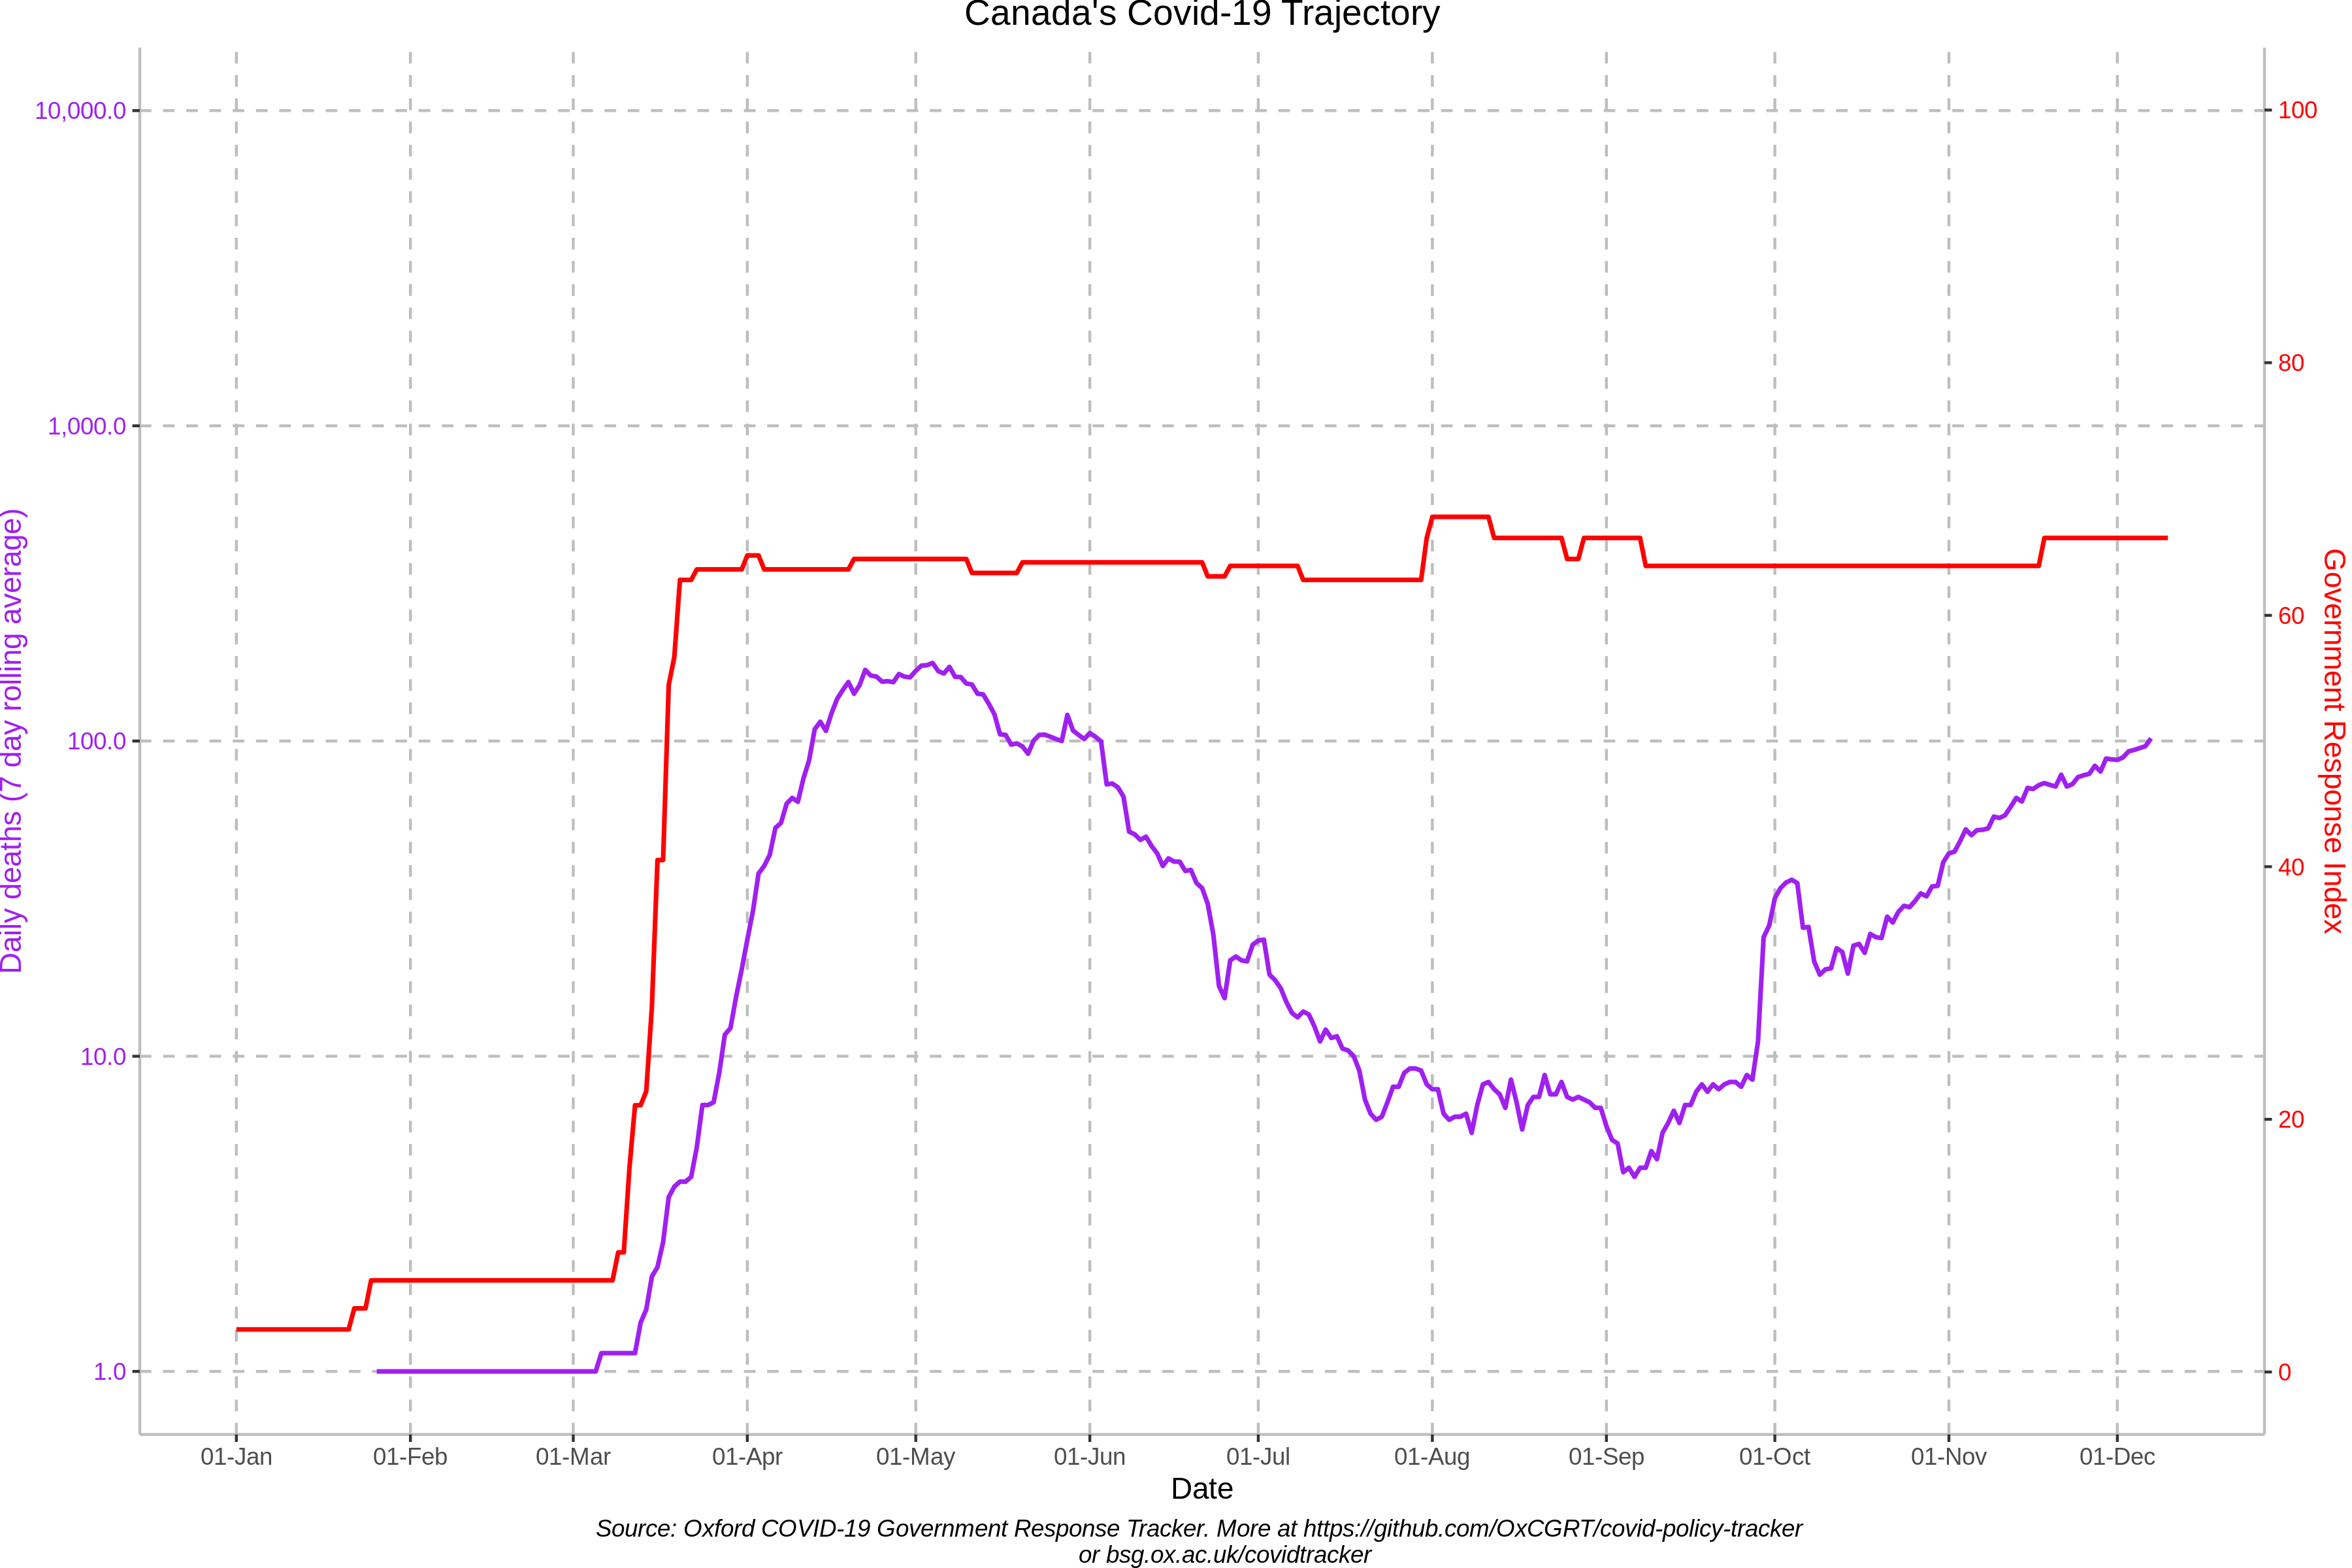 Canada's Covid-19 Trajectory
10,000.0
1,000.0
100.0
10.0
1.0
Daily deaths (7 day rolling average)
100
80
60
40
20
0
Government Response Index
01-Jan
01-Feb
01-Mar
01-Apr
01-May
01-Jun
01-Jul
01-Aug
01-Sep
01-Oct
01-Nov
01-Dec
Date
Source: Oxford COVID-19 Government Response Tracker. More at https://github.com/OxCGRT/covid-policy-tracker
or bsg.ox.ac.uk/covidtracker